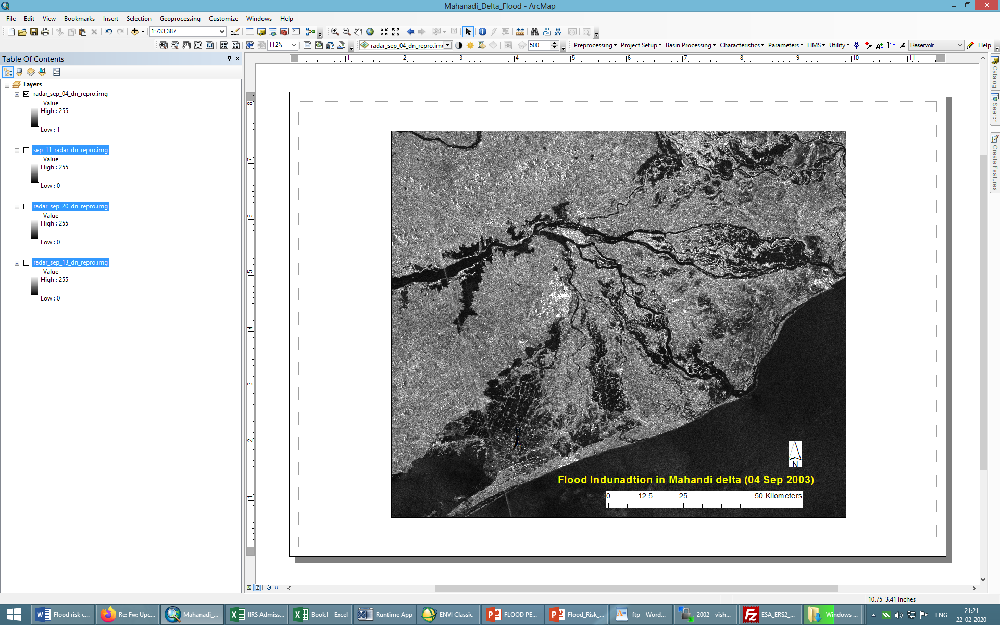 Mahanadi_Delta_Flood - ArcMap
File Edit View Bookmarks Insert Selection Geoprocessing Customize Windows Help
1:733,387
112% radar_sep_04_dn_repro.img 500 Preprocessing Project Setup Basin Processing Characteristics Parameters HMS Utility Reservoir Help
Table Of Contents
Layers
radar_sep_04_dn_repro.img
Value
High : 255
Low : 1
sep_11_radar_dn_repro.img
Value
High : 255
Low : 0
radar_sep_20_dn_repro.img
Value
High : 255
Low : 0
radar_sep_13_dn_repro.img
Value
High : 255
Low : 0
1 2 3 4 5 6 7 8 9 10 11
8
7
6
5
4
3
2
1
N
Flood Indunadtion in Mahandi delta (04 Sep 2003)
0 12.5 25 50 Kilometers
Catalog
Search
Create Features
10.75 3.41 Inches
Flood risk c... Re: Fw: Upc... Mahanadi_... IIRS Admiss... Book1 - Excel Runtime App ENVI Classic FLOOD PE... Flood_Risk_... ftp - Word... 2002 - vish... ESA_ERS2_... Windows ... ENG 21:21
22-02-2020